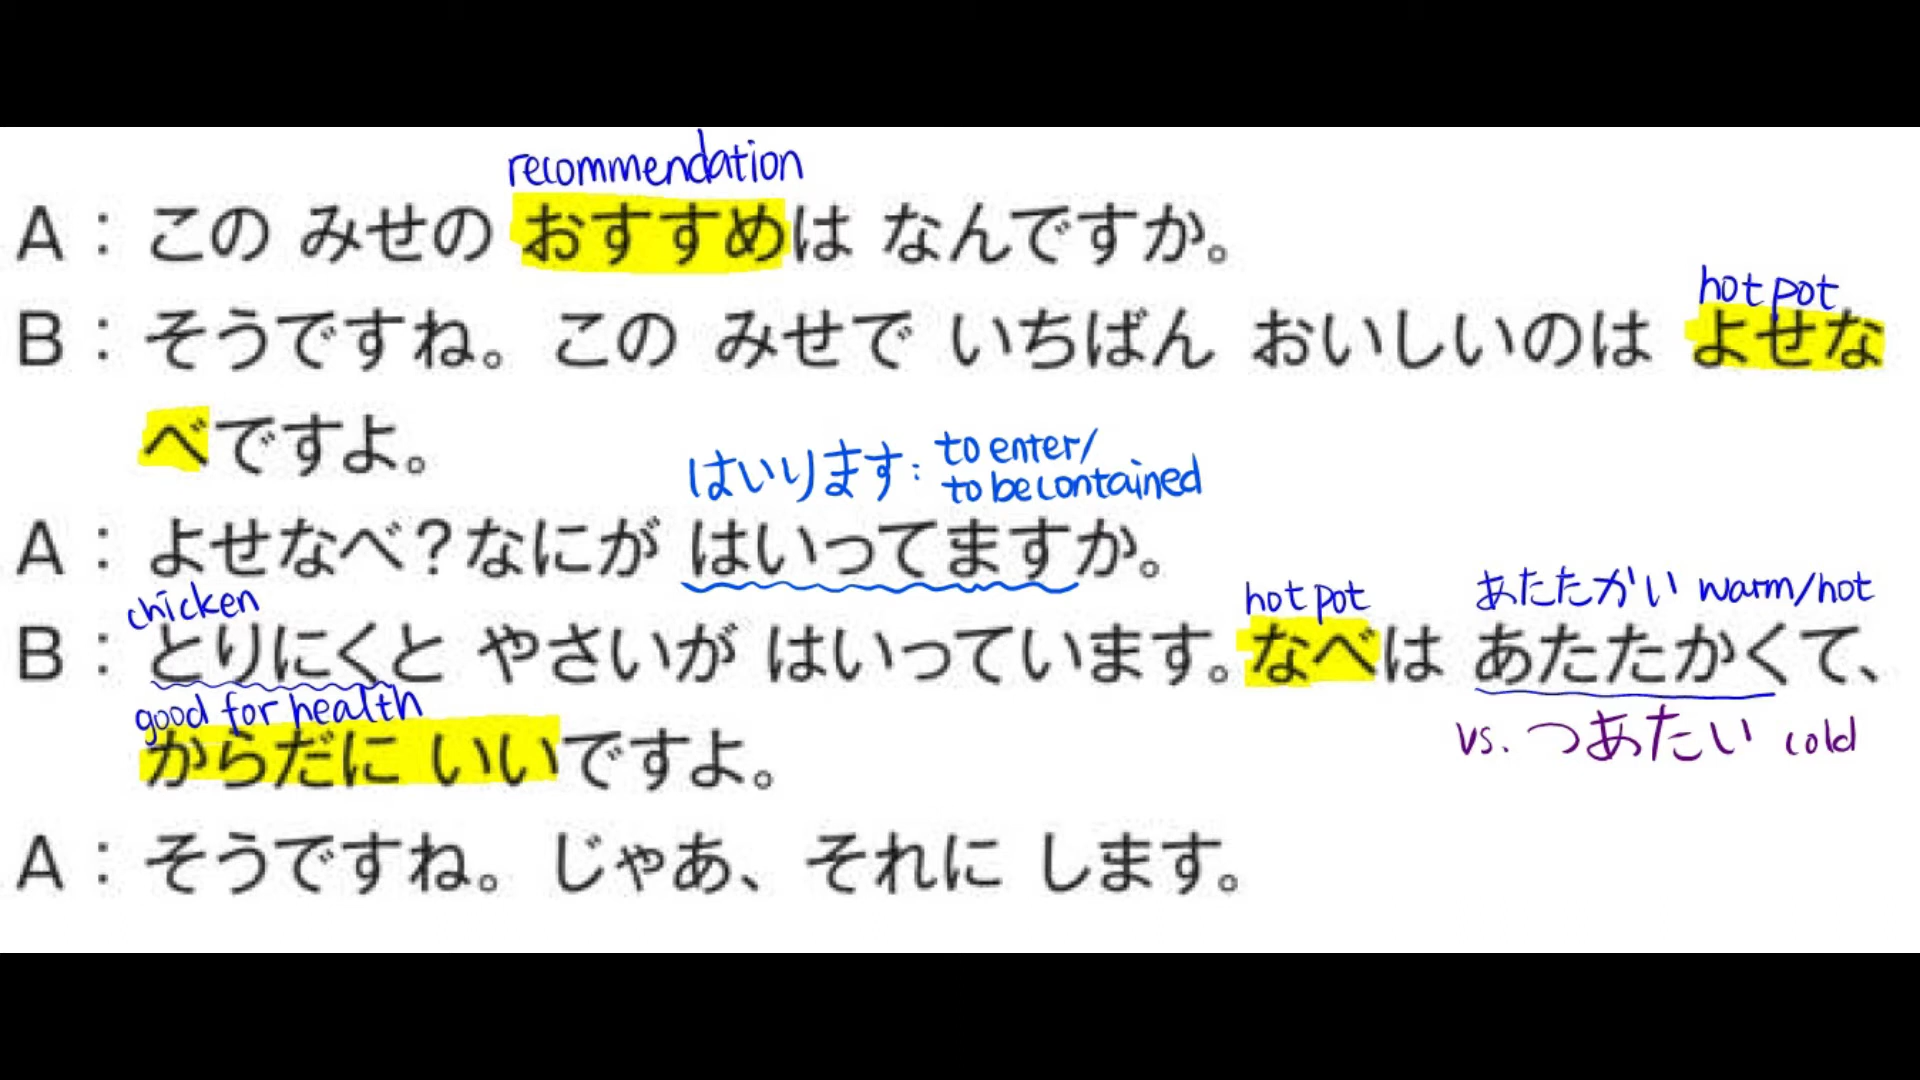 recommendation
A：この みせの おすすめは なんですか。
hot pot
B：そうですね。この みせで いちばん おいしいのは よせな
べですよ。
はいります: to enter/
to be contained
A：よせなべ？なにが はいってますか。
chicken
hot pot
あたたかい warm/hot
B：とりにくと やさいが はいっています。なべは あたたかくて、
good for health
vs. つあたい cold
からだに いいですよ。
A：そうですね。じゃあ、それに します。